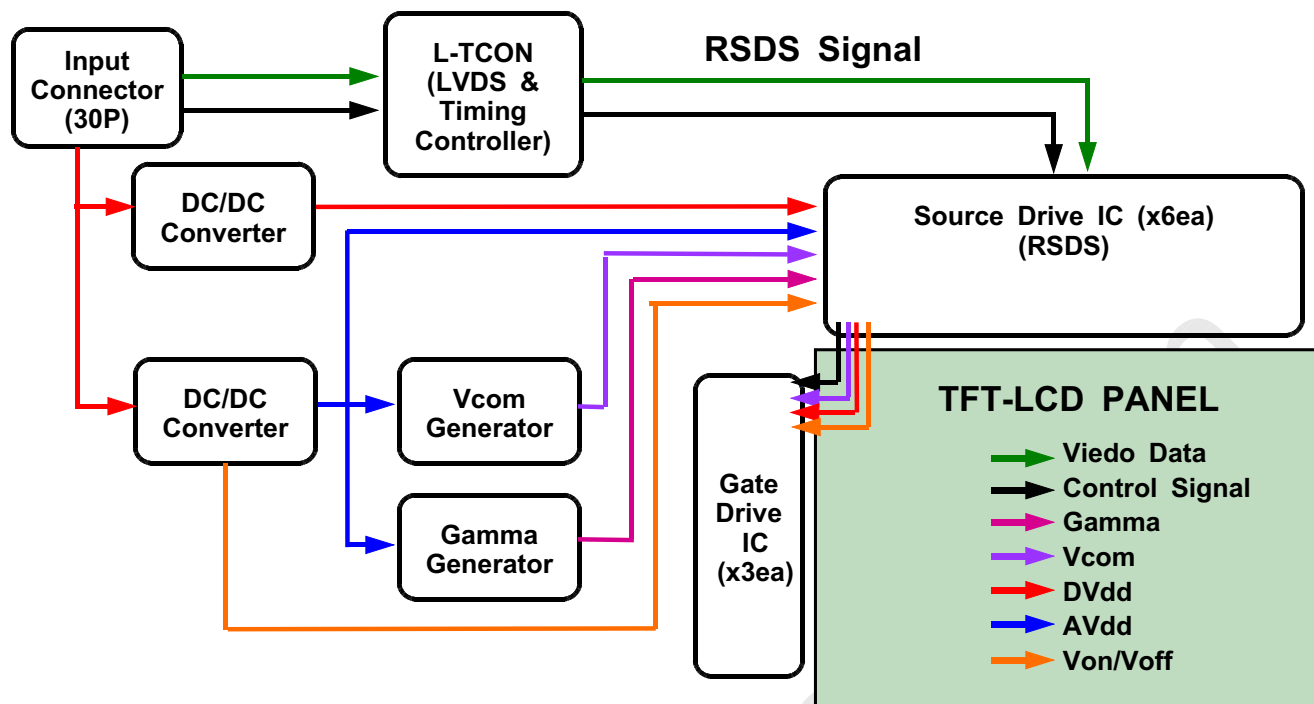 Input
Connector
(30P)
L-TCON
(LVDS &
Timing
Controller)
RSDS Signal
DC/DC
Converter
Source Drive IC (x6ea)
(RSDS)
DC/DC
Converter
Vcom
Generator
Gamma
Generator
Gate
Drive
IC
(x3ea)
TFT-LCD PANEL
Viedo Data
Control Signal
Gamma
Vcom
DVdd
AVdd
Von/Voff